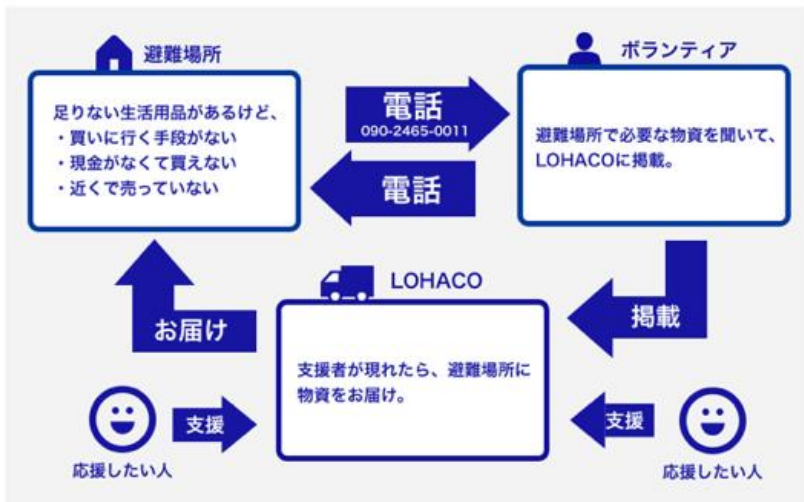 避難場所
足りない生活用品があるけど、
・買いに行く手段がない
・現金がなくて買えない
・近くで売っていない
電話
090-2465-0011
電話
ボランティア
避難場所で必要な物資を聞いて、
LOHACOに掲載。
掲載
LOHACO
支援者が現れたら、避難場所に
物資をお届け。
お届け
支援
応援したい人
支援
応援したい人